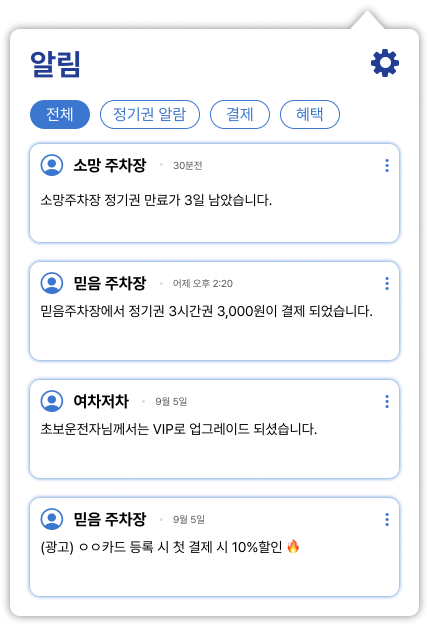 알림
전체 정기권 알람 결제 혜택
소망 주차장 30분전
소망주차장 정기권 만료가 3일 남았습니다.
믿음 주차장 어제 오후 2:20
믿음주차장에서 정기권 3시간권 3,000원이 결제 되었습니다.
여차저차 9월 5일
초보운전자님께서는 VIP로 업그레이드 되셨습니다.
믿음 주차장 9월 5일
(광고) ㅇㅇ카드 등록 시 첫 결제 시 10%할인 🔥